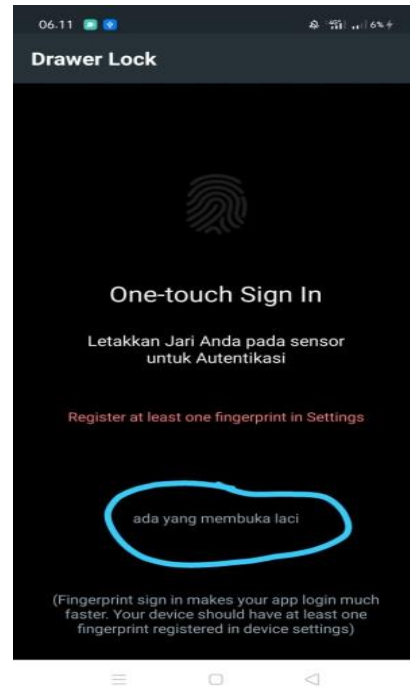 06.11
6%
Drawer Lock
One-touch Sign In
Letakkan Jari Anda pada sensor
untuk Autentikasi
Register at least one fingerprint in Settings
ada yang membuka laci
(Fingerprint sign in makes your app login much
faster. Your device should have at least one
fingerprint registered in device settings)